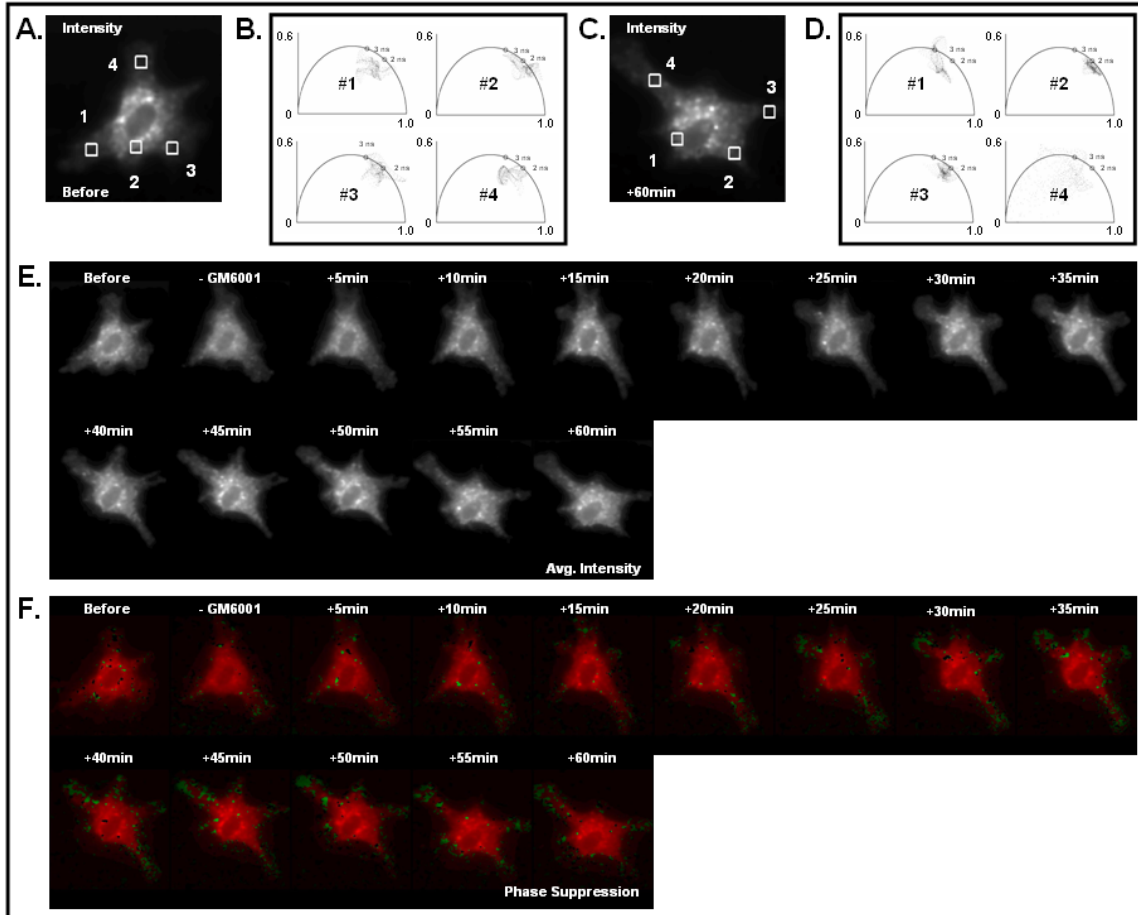 A.
Intensity
4
1
2
3
Before
B.
0.6
3 ns
2 ns
#1
0
1.0
0.6
3 ns
2 ns
#2
0
1.0
0.6
3 ns
2 ns
#3
0
1.0
0.6
3 ns
2 ns
#4
0
1.0
C.
Intensity
4
3
1
2
+60min
D.
0.6
3 ns
2 ns
#1
0
1.0
0.6
3 ns
2 ns
#2
0
1.0
0.6
3 ns
2 ns
#3
0
1.0
0.6
3 ns
2 ns
#4
0
1.0
E.
Before - GM6001 +5min +10min +15min +20min +25min +30min +35min
+40min +45min +50min +55min +60min
Avg. Intensity
F.
Before - GM6001 +5min +10min +15min +20min +25min +30min +35min
+40min +45min +50min +55min +60min
Phase Suppression